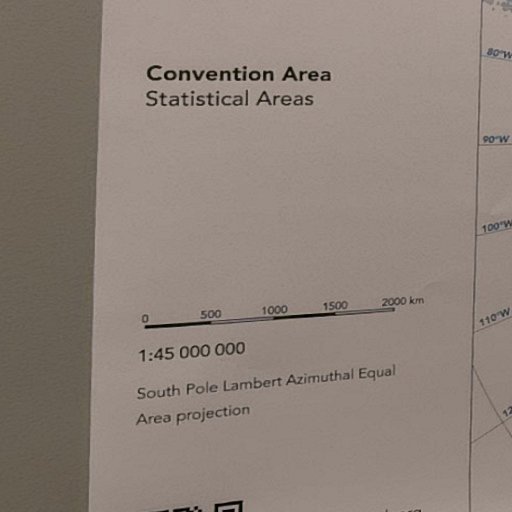 Convention Area
Statistical Areas
80°W
90°W
100°W
110°W
0 500 1000 1500 2000 km
1:45 000 000
South Pole Lambert Azimuthal Equal
Area projection